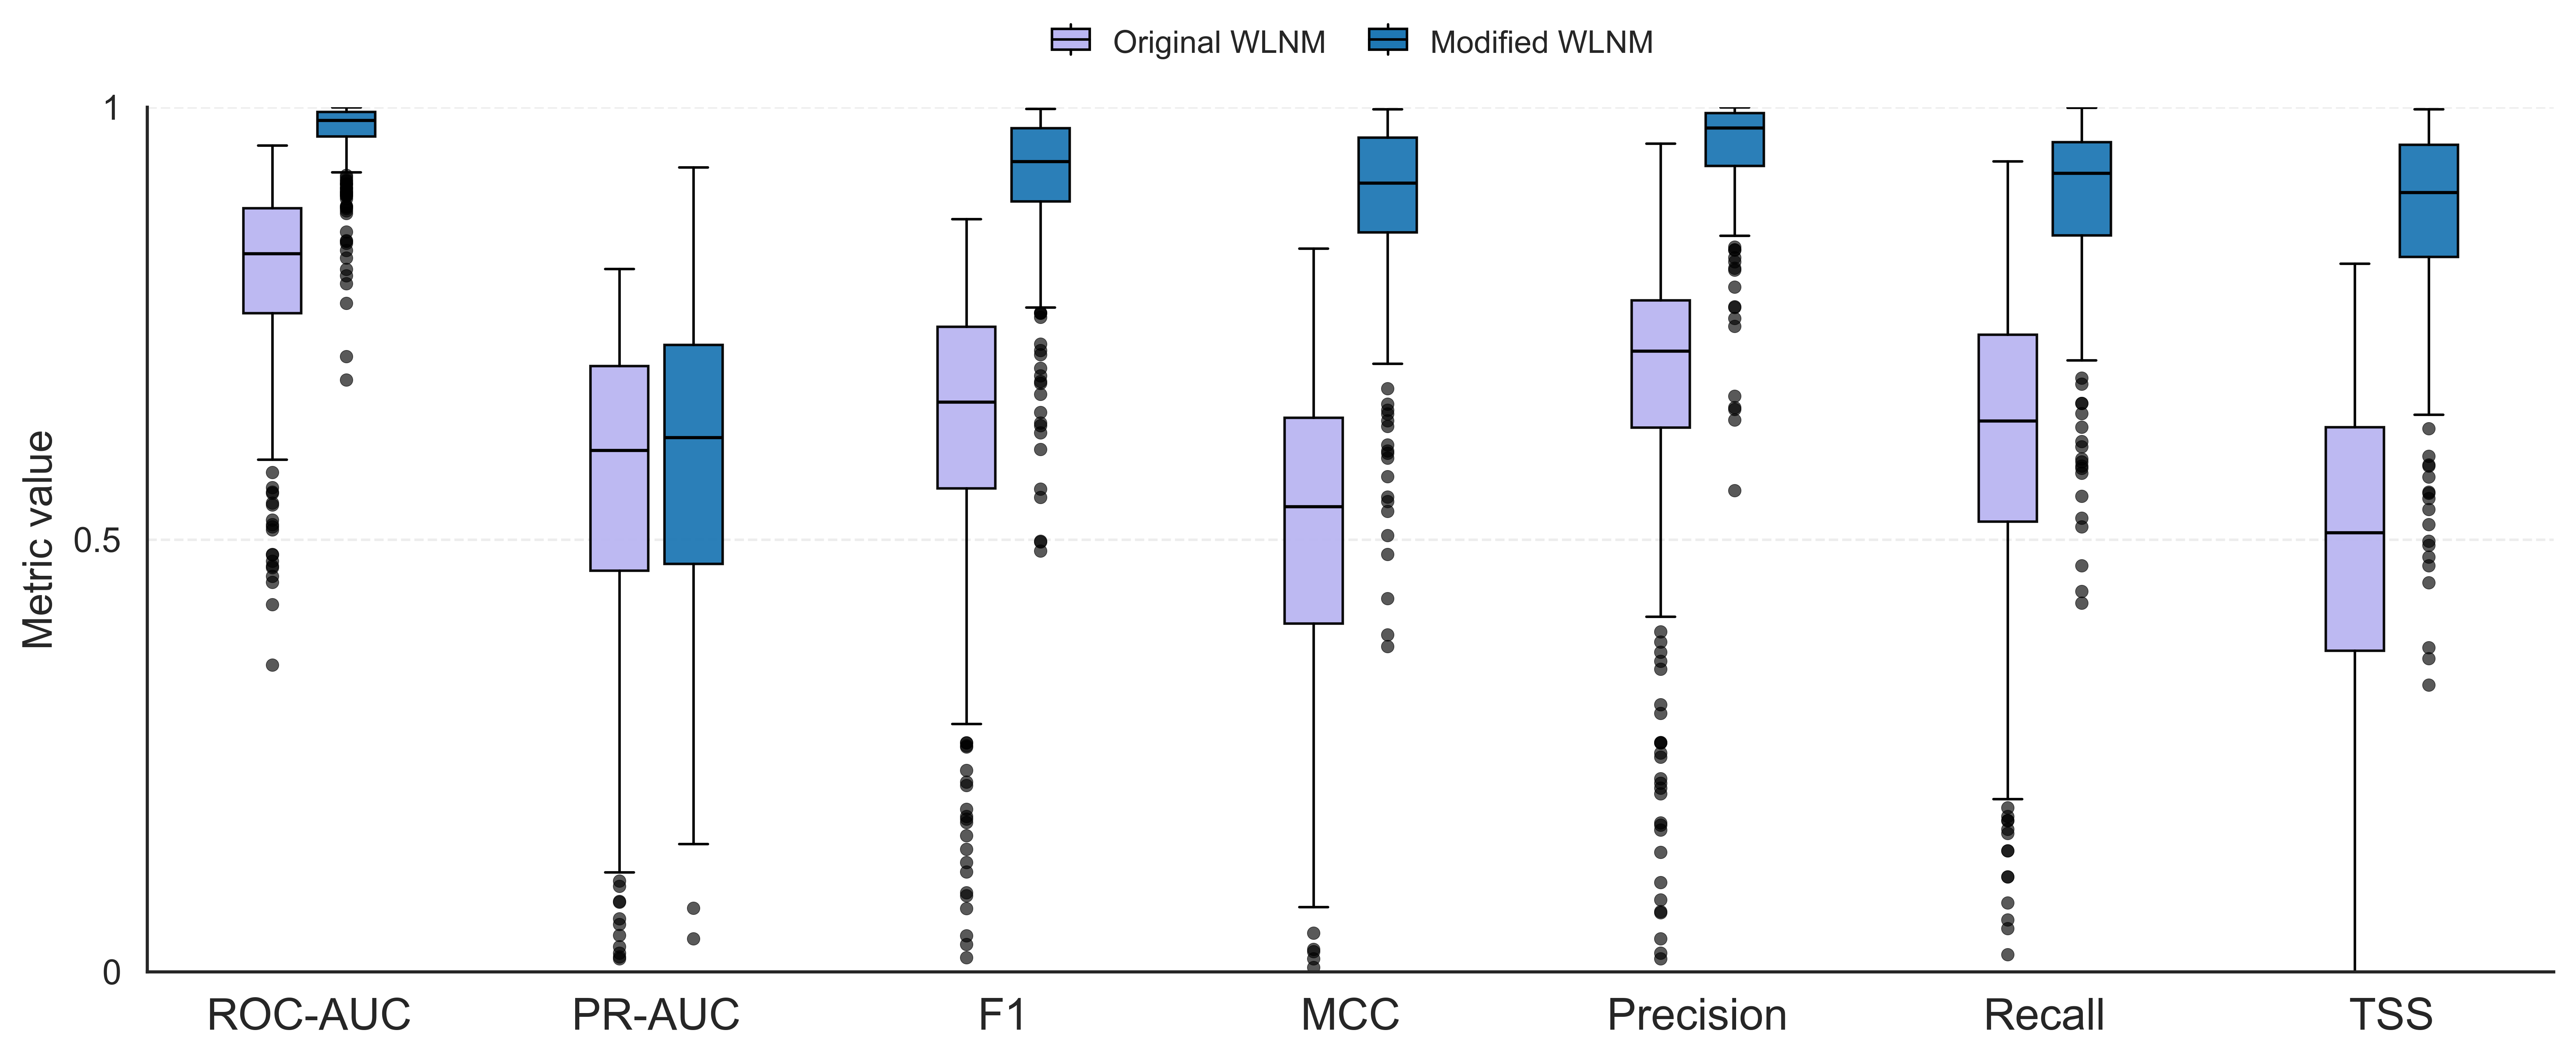 Original WLNM Modified WLNM
1
0.5
0
Metric value
ROC-AUC PR-AUC F1 MCC Precision Recall TSS